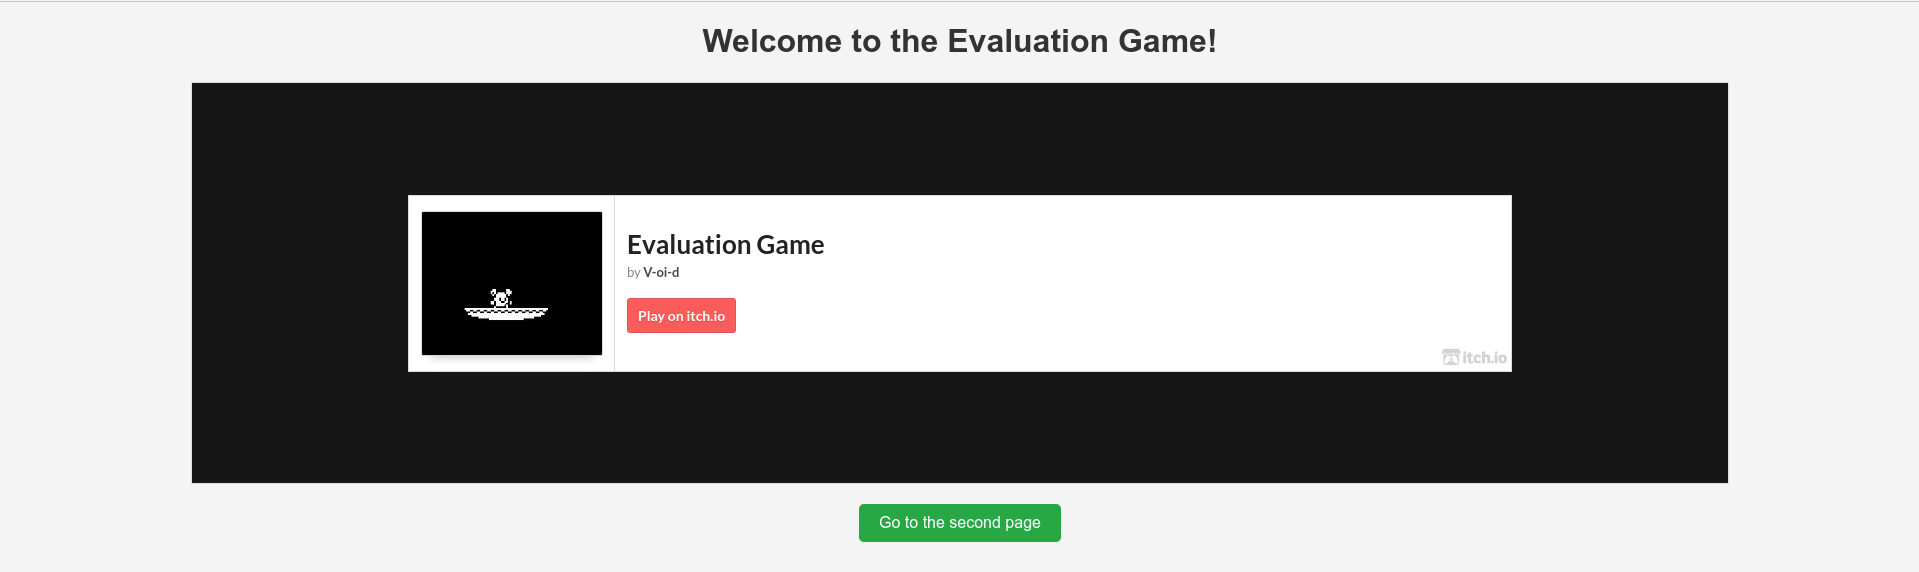 Welcome to the Evaluation Game!
Evaluation Game
by V-oi-d
Play on itch.io
itch.io
Go to the second page